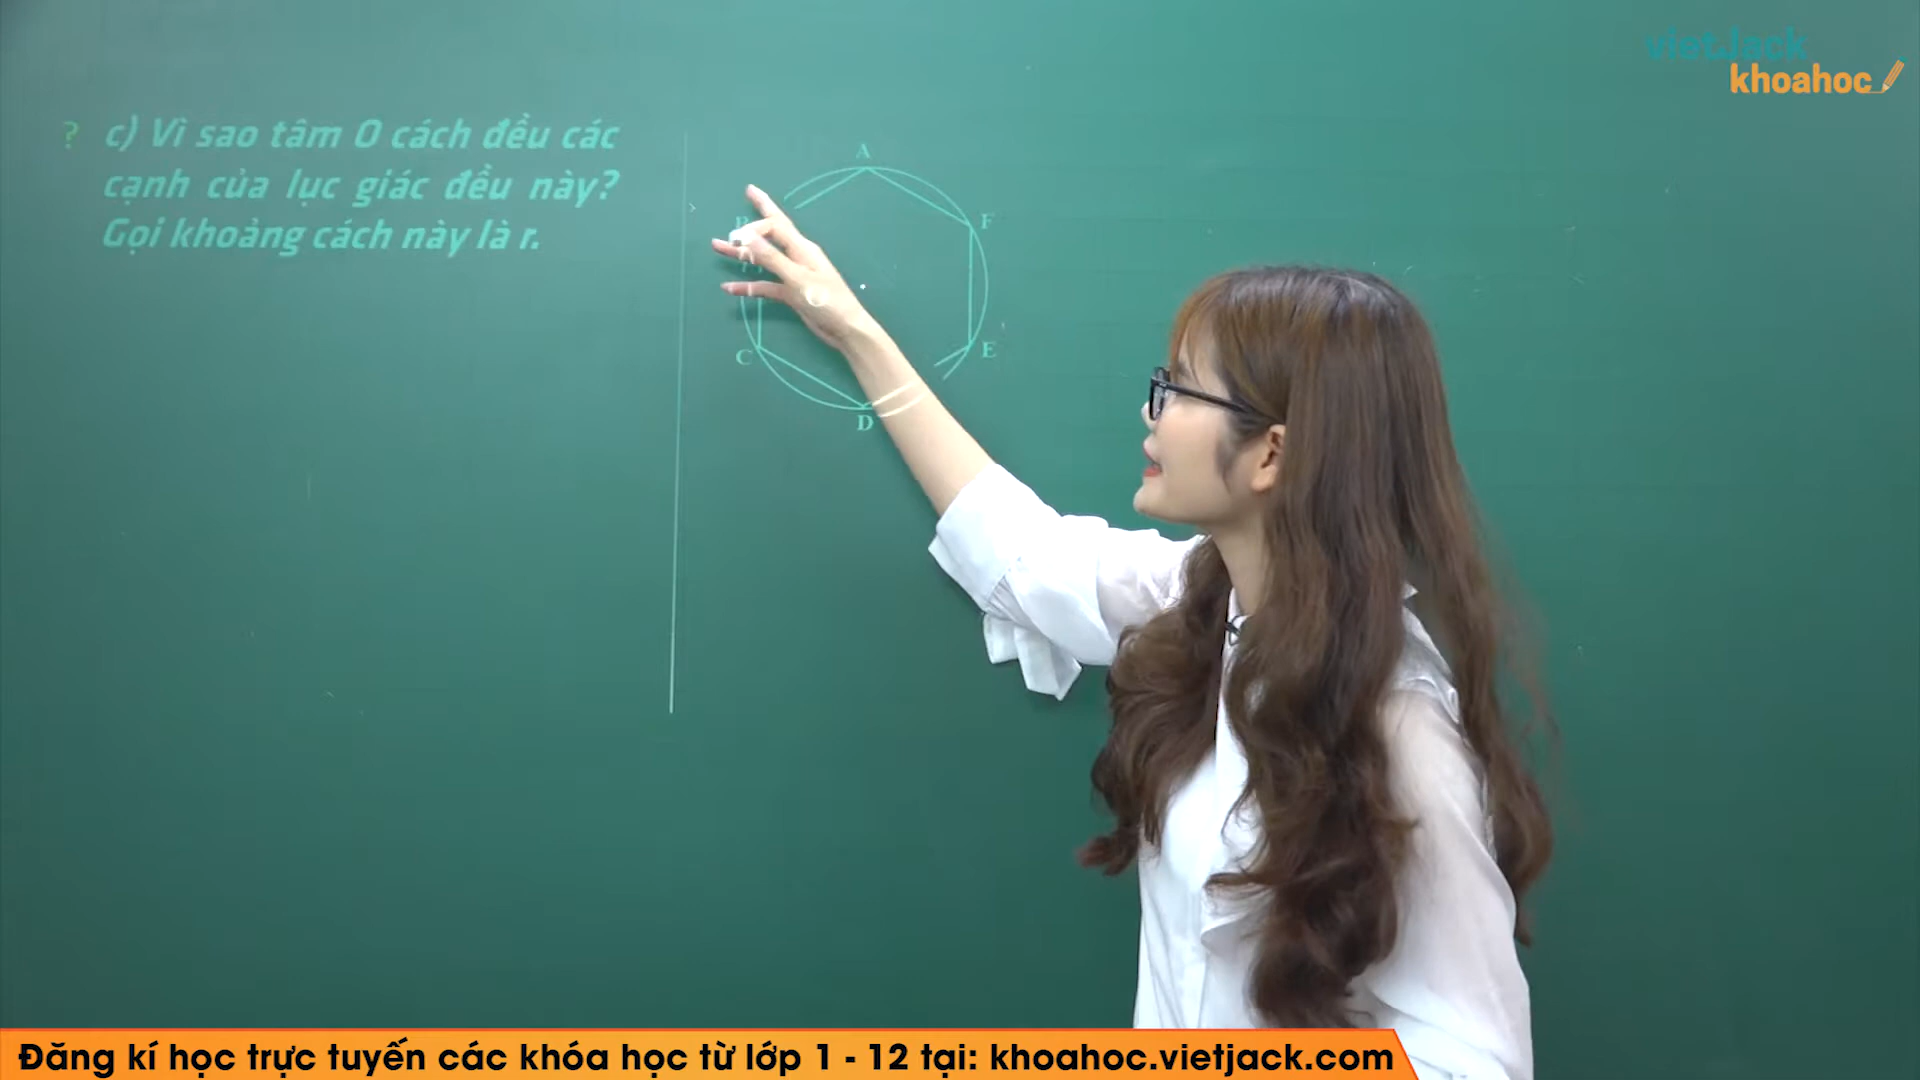 vietJack
khoahoc
? c) Vì sao tâm O cách đều các
cạnh của lục giác đều này?
Gọi khoảng cách này là r.
A
B
F
C
E
D
Đăng kí học trực tuyến các khóa học từ lớp 1 - 12 tại: khoahoc.vietjack.com